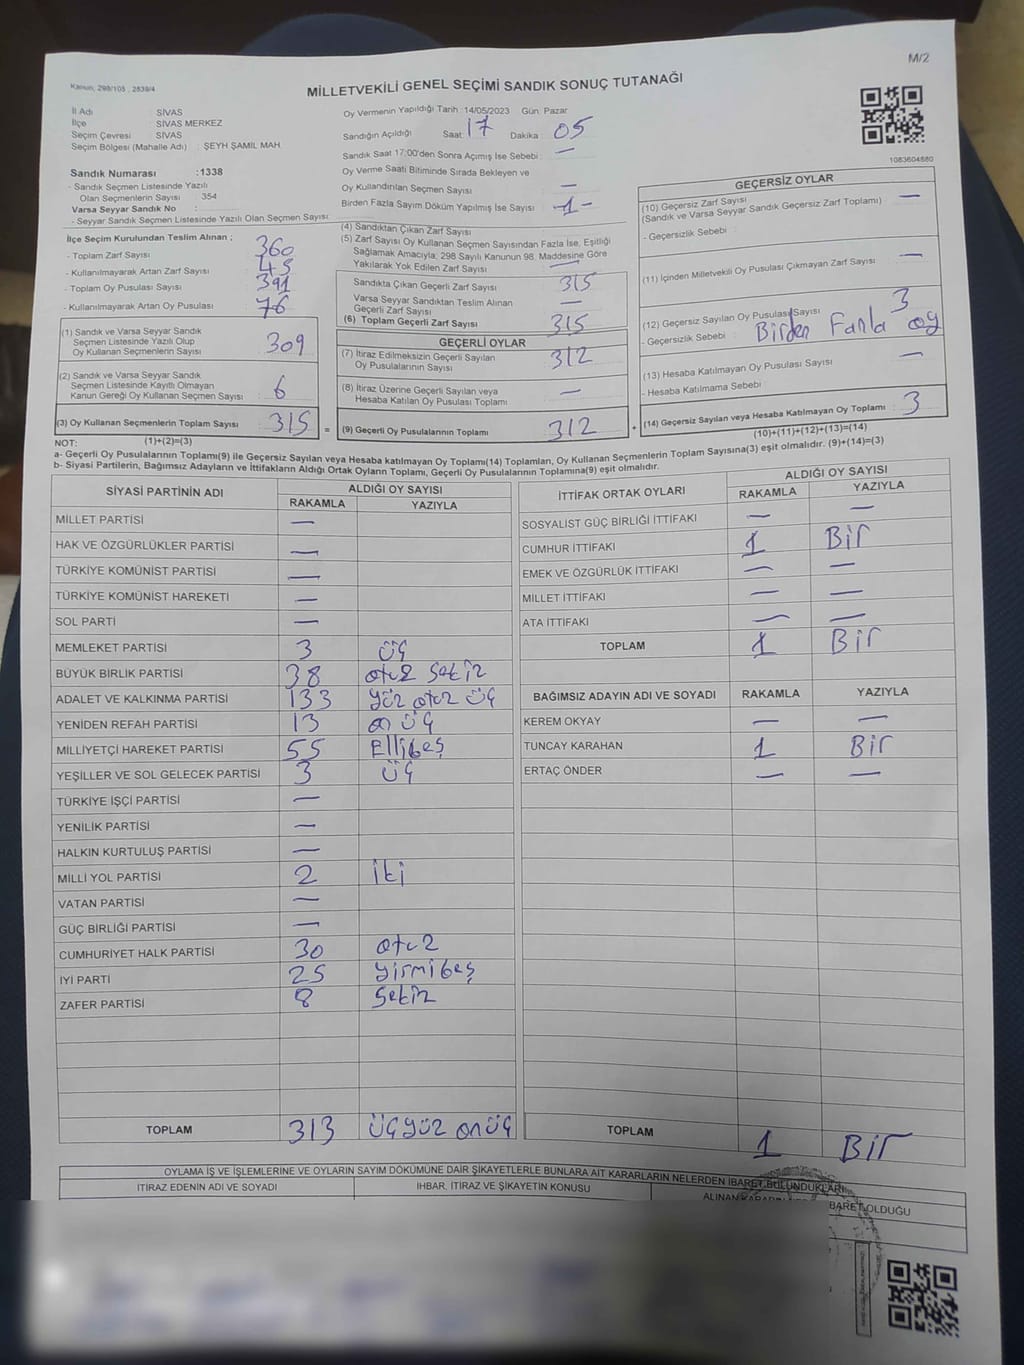 M/2
Kanun, 298/105 , 2839/4
MİLLETVEKİLİ GENEL SEÇİMİ SANDIK SONUÇ TUTANAĞI
İl Adı : SİVAS
İlçe : SİVAS MERKEZ
Seçim Çevresi : SİVAS
Seçim Bölgesi (Mahalle Adı) : ŞEYH ŞAMİL MAH.
Oy Vermenin Yapıldığı Tarih :14/05/2023 Gün: Pazar
Sandığın Açıldığı Saat: 17 Dakika : 05
Sandık Saat 17:00'den Sonra Açımış İse Sebebi : —
Oy Verme Saati Bitiminde Sırada Bekleyen ve
Oy Kullandırılan Seçmen Sayısı —
Birden Fazla Sayım Döküm Yapılmış İse Sayısı -1-
1083604680
Sandık Numarası :1338
- Sandık Seçmen Listesinde Yazılı
Olan Seçmenlerin Sayısı : 354
Varsa Seyyar Sandık No :
- Seyyar Sandık Seçmen Listesinde Yazılı Olan Seçmen Sayısı:
İlçe Seçim Kurulundan Teslim Alınan ;
- Toplam Zarf Sayısı : 360
- Kullanılmayarak Artan Zarf Sayısı : 45
- Toplam Oy Pusulası Sayısı : 391
- Kullanılmayarak Artan Oy Pusulası : 76
(1) Sandık ve Varsa Seyyar Sandık
Seçmen Listesinde Yazılı Olup
Oy Kullanan Seçmenlerin Sayısı : 309
(2) Sandık ve Varsa Seyyar Sandık
Seçmen Listesinde Kayıtlı Olmayan
Kanun Gereği Oy Kullanan Seçmen Sayısı : 6
(3) Oy Kullanan Seçmenlerin Toplam Sayısı : 315
(1)+(2)=(3)
(4) Sandıktan Çıkan Zarf Sayısı :
(5) Zarf Sayısı Oy Kullanan Seçmen Sayısından Fazla İse, Eşitliği
Sağlamak Amacıyla; 298 Sayılı Kanunun 98. Maddesine Göre
Yakılarak Yok Edilen Zarf Sayısı : —
Sandıkta Çıkan Geçerli Zarf Sayısı : 315
Varsa Seyyar Sandıktan Teslim Alınan
Geçerli Zarf Sayısı : —
(6) Toplam Geçerli Zarf Sayısı : 315
GEÇERLİ OYLAR
(7) İtiraz Edilmeksizin Geçerli Sayılan
Oy Pusulalarının Sayısı : 312
(8) İtiraz Üzerine Geçerli Sayılan veya
Hesaba Katılan Oy Pusulası Toplamı : —
= (9) Geçerli Oy Pusulalarının Toplamı : 312
GEÇERSİZ OYLAR
(10) Geçersiz Zarf Sayısı : —
(Sandık ve Varsa Seyyar Sandık Geçersiz Zarf Toplamı)
- Geçersizlik Sebebi :
(11) İçinden Milletvekili Oy Pusulası Çıkmayan Zarf Sayısı : —
(12) Geçersiz Sayılan Oy Pusulası Sayısı : 3
- Geçersizlik Sebebi : Birden Fazla oy
(13) Hesaba Katılmayan Oy Pusulası Sayısı : —
- Hesaba Katılmama Sebebi :
+ (14) Geçersiz Sayılan veya Hesaba Katılmayan Oy Toplamı : 3
(10)+(11)+(12)+(13)=(14)
NOT:
a- Geçerli Oy Pusulalarının Toplamı(9) ile Geçersiz Sayılan veya Hesaba katılmayan Oy Toplamı(14) Toplamları, Oy Kullanan Seçmenlerin Toplam Sayısına(3) eşit olmalıdır. (9)+(14)=(3)
b- Siyasi Partilerin, Bağımsız Adayların ve İttifakların Aldığı Ortak Oyların Toplamı, Geçerli Oy Pusulalarının Toplamına(9) eşit olmalıdır.
SİYASİ PARTİNİN ADI ALDIĞI OY SAYISI
RAKAMLA YAZIYLA
MİLLET PARTİSİ —
HAK VE ÖZGÜRLÜKLER PARTİSİ —
TÜRKİYE KOMÜNİST PARTİSİ —
TÜRKİYE KOMÜNİST HAREKETİ —
SOL PARTİ —
MEMLEKET PARTİSİ 3 üç
BÜYÜK BİRLİK PARTİSİ 38 otuz sekiz
ADALET VE KALKINMA PARTİSİ 133 yüz otuz üç
YENİDEN REFAH PARTİSİ 13 on üç
MİLLİYETÇİ HAREKET PARTİSİ 55 Ellibeş
YEŞİLLER VE SOL GELECEK PARTİSİ 3 üç
TÜRKİYE İŞÇİ PARTİSİ —
YENİLİK PARTİSİ —
HALKIN KURTULUŞ PARTİSİ —
MİLLİ YOL PARTİSİ 2 iki
VATAN PARTİSİ —
GÜÇ BİRLİĞİ PARTİSİ —
CUMHURİYET HALK PARTİSİ 30 otuz
İYİ PARTİ 25 yirmibeş
ZAFER PARTİSİ 8 sekiz
TOPLAM 313 üçyüz onüç
İTTİFAK ORTAK OYLARI ALDIĞI OY SAYISI
RAKAMLA YAZIYLA
SOSYALİST GÜÇ BİRLİĞİ İTTİFAKI — —
CUMHUR İTTİFAKI 1 Bir
EMEK VE ÖZGÜRLÜK İTTİFAKI — —
MİLLET İTTİFAKI — —
ATA İTTİFAKI — —
TOPLAM 1 Bir
BAĞIMSIZ ADAYIN ADI VE SOYADI RAKAMLA YAZIYLA
KEREM OKYAY — —
TUNCAY KARAHAN 1 Bir
ERTAÇ ÖNDER — —
TOPLAM 1 Bir
OYLAMA İŞ VE İŞLEMLERİNE VE OYLARIN SAYIM DÖKÜMÜNE DAİR ŞİKAYETLERLE BUNLARA AİT KARARLARIN NELERDEN İBARET BULUNDUKLARI
İTİRAZ EDENİN ADI VE SOYADI İHBAR, İTİRAZ VE ŞİKAYETİN KONUSU ALINAN KARARIN İBARET OLDUĞU